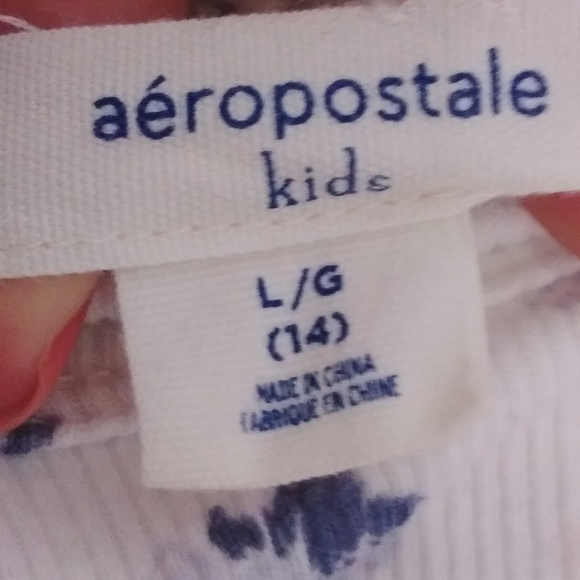 aéropostale
kids
L/G
(14)
MADE IN CHINA
FABRIQUE EN CHINE